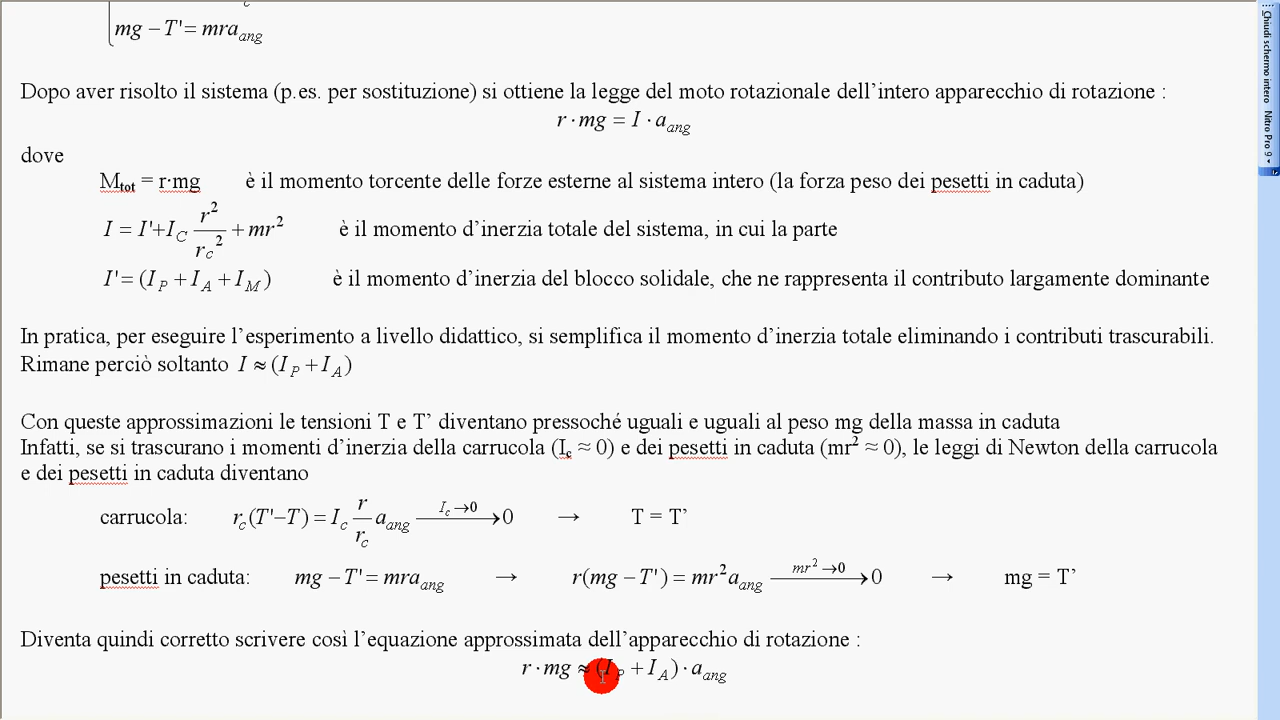 mg − T'= mra_ang
Dopo aver risolto il sistema (p.es. per sostituzione) si ottiene la legge del moto rotazionale dell’intero apparecchio di rotazione :
r · mg = I · a_ang
dove
M_tot = r·mg è il momento torcente delle forze esterne al sistema intero (la forza peso dei pesetti in caduta)
I = I'+I_C r²/r_c² + mr² è il momento d’inerzia totale del sistema, in cui la parte
I'= (I_P + I_A + I_M) è il momento d’inerzia del blocco solidale, che ne rappresenta il contributo largamente dominante
In pratica, per eseguire l’esperimento a livello didattico, si semplifica il momento d’inerzia totale eliminando i contributi trascurabili.
Rimane perciò soltanto I ≈ (I_P + I_A)
Con queste approssimazioni le tensioni T e T’ diventano pressoché uguali e uguali al peso mg della massa in caduta
Infatti, se si trascurano i momenti d’inerzia della carrucola (I_c ≈ 0) e dei pesetti in caduta (mr² ≈ 0), le leggi di Newton della carrucola
e dei pesetti in caduta diventano
carrucola: r_c(T'−T) = I_c r/r_c a_ang I_c→0 → 0 → T = T’
pesetti in caduta: mg − T'= mra_ang → r(mg − T') = mr²a_ang mr²→0 → 0 → mg = T’
Diventa quindi corretto scrivere così l’equazione approssimata dell’apparecchio di rotazione :
r · mg ≈ (I_P + I_A) · a_ang
Chiudi schermo intero Nitro Pro 9